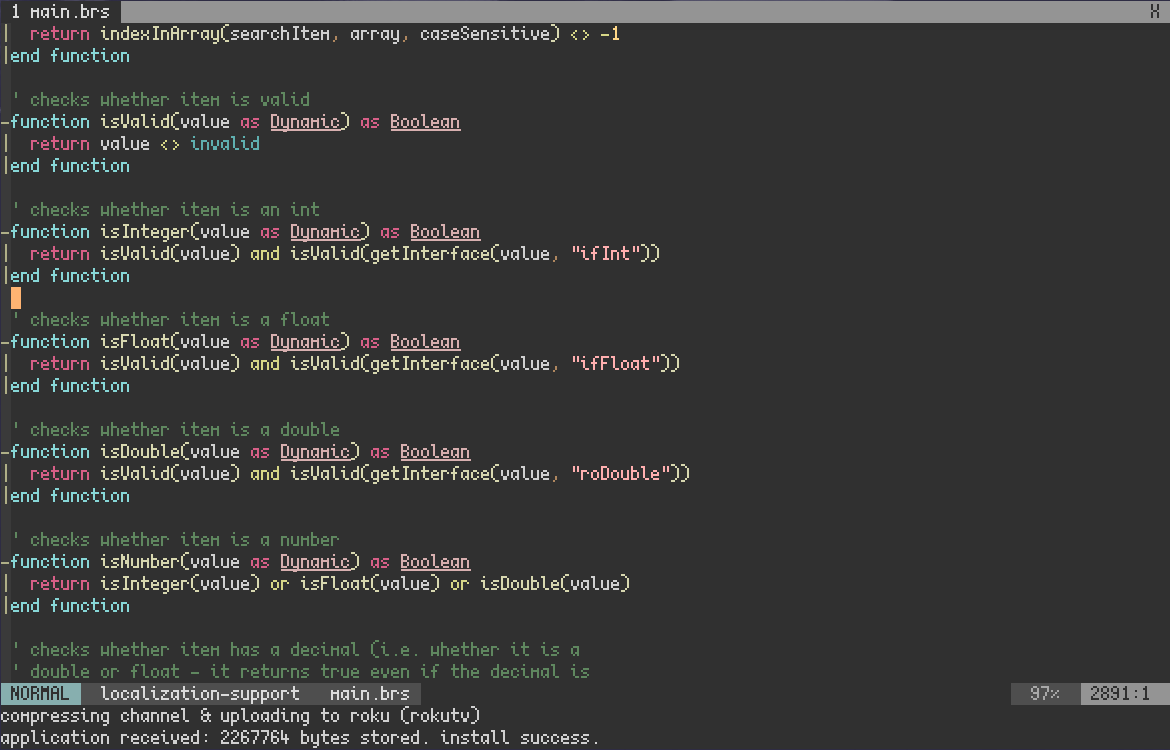 1 main.brs X
return indexInArray(searchItem, array, caseSensitive) <> -1
end function
' checks whether item is valid
function isValid(value as Dynamic) as Boolean
return value <> invalid
end function
' checks whether item is an int
function isInteger(value as Dynamic) as Boolean
return isValid(value) and isValid(getInterface(value, "ifInt"))
end function
' checks whether item is a float
function isFloat(value as Dynamic) as Boolean
return isValid(value) and isValid(getInterface(value, "ifFloat"))
end function
' checks whether item is a double
function isDouble(value as Dynamic) as Boolean
return isValid(value) and isValid(getInterface(value, "roDouble"))
end function
' checks whether item is a number
function isNumber(value as Dynamic) as Boolean
return isInteger(value) or isFloat(value) or isDouble(value)
end function
' checks whether item has a decimal (i.e. whether it is a
' double or float - it returns true even if the decimal is
NORMAL localization-support main.brs 97% 2891:1
compressing channel & uploading to roku (rokutv)
application received: 2267764 bytes stored. install success.